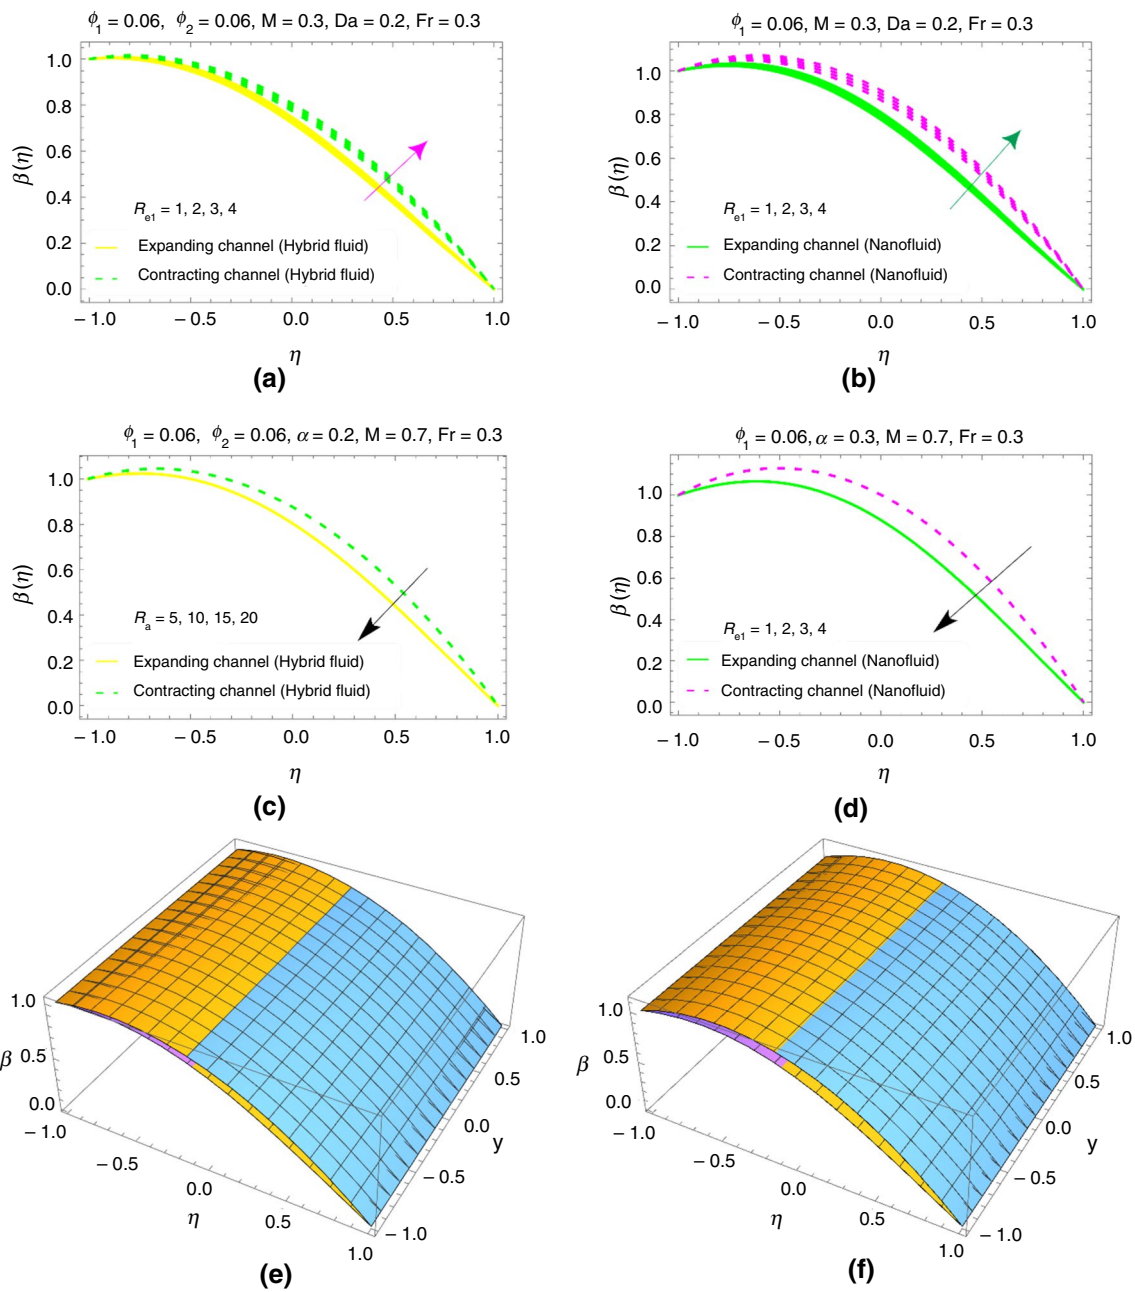 ϕ1 = 0.06, ϕ2 = 0.06, M = 0.3, Da = 0.2, Fr = 0.3
1.0
0.8
0.6
0.4
0.2
0.0
β(η)
Re1 = 1, 2, 3, 4
Expanding channel (Hybrid fluid)
Contracting channel (Hybrid fluid)
– 1.0 – 0.5 0.0 0.5 1.0
η
(a)
ϕ1 = 0.06, M = 0.3, Da = 0.2, Fr = 0.3
1.0
0.8
0.6
0.4
0.2
0.0
β(η)
Re1 = 1, 2, 3, 4
Expanding channel (Nanofluid)
Contracting channel (Nanofluid)
– 1.0 – 0.5 0.0 0.5 1.0
η
(b)
ϕ1 = 0.06, ϕ2 = 0.06, α = 0.2, M = 0.7, Fr = 0.3
1.0
0.8
0.6
0.4
0.2
0.0
β(η)
Ra = 5, 10, 15, 20
Expanding channel (Hybrid fluid)
Contracting channel (Hybrid fluid)
– 1.0 – 0.5 0.0 0.5 1.0
η
(c)
ϕ1 = 0.06, α = 0.3, M = 0.7, Fr = 0.3
1.0
0.8
0.6
0.4
0.2
0.0
β(η)
Re1 = 1, 2, 3, 4
Expanding channel (Nanofluid)
Contracting channel (Nanofluid)
– 1.0 – 0.5 0.0 0.5 1.0
η
(d)
1.0
0.5
β
0.0
– 1.0
– 0.5
0.0
η
0.5
1.0
– 1.0
– 0.5
0.0
y
0.5
1.0
(e)
1.0
0.5
β
0.0
– 1.0
– 0.5
0.0
η
0.5
1.0
– 1.0
– 0.5
0.0
y
0.5
1.0
(f)